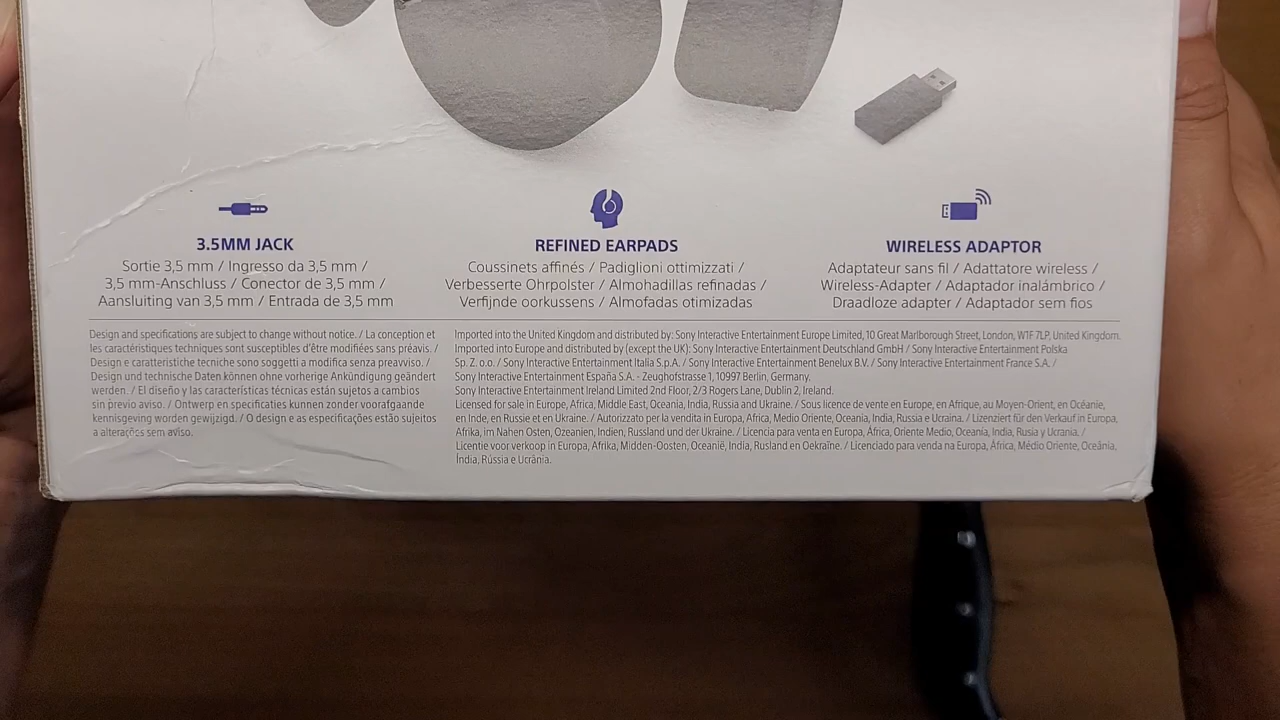 3.5MM JACK
Sortie 3,5 mm / Ingresso da 3,5 mm /
3,5 mm-Anschluss / Conector de 3,5 mm /
Aansluiting van 3,5 mm / Entrada de 3,5 mm
REFINED EARPADS
Coussinets affinés / Padiglioni ottimizzati /
Verbesserte Ohrpolster / Almohadillas refinadas /
Verfijnde oorkussens / Almofadas otimizadas
WIRELESS ADAPTOR
Adaptateur sans fil / Adattatore wireless /
Wireless-Adapter / Adaptador inalámbrico /
Draadloze adapter / Adaptador sem fios
Design and specifications are subject to change without notice. / La conception et
les caractéristiques techniques sont susceptibles d'être modifiées sans préavis. /
Design e caratteristiche tecniche sono soggetti a modifica senza preavviso. /
Design und technische Daten können ohne vorherige Ankündigung geändert
werden. / El diseño y las características técnicas están sujetos a cambios
sin previo aviso. / Ontwerp en specificaties kunnen zonder voorafgaande
kennisgeving worden gewijzigd. / O design e as especificações estão sujeitos
a alterações sem aviso.
Imported into the United Kingdom and distributed by: Sony Interactive Entertainment Europe Limited, 10 Great Marlborough Street, London, W1F 7LP, United Kingdom.
Imported into Europe and distributed by (except the UK): Sony Interactive Entertainment Deutschland GmbH / Sony Interactive Entertainment Polska
Sp. Z. o.o. / Sony Interactive Entertainment Italia S.p.A. / Sony Interactive Entertainment Benelux B.V. / Sony Interactive Entertainment France S.A. /
Sony Interactive Entertainment España S.A. - Zeughofstrasse 1, 10997 Berlin, Germany.
Sony Interactive Entertainment Ireland Limited 2nd Floor, 2/3 Rogers Lane, Dublin 2, Ireland.
Licensed for sale in Europe, Africa, Middle East, Oceania, India, Russia and Ukraine. / Sous licence de vente en Europe, en Afrique, au Moyen-Orient, en Océanie,
en Inde, en Russie et en Ukraine. / Autorizzato per la vendita in Europa, Africa, Medio Oriente, Oceania, India, Russia e Ucraina. / Lizenziert für den Verkauf in Europa,
Afrika, im Nahen Osten, Ozeanien, Indien, Russland und der Ukraine. / Licencia para venta en Europa, África, Oriente Medio, Oceanía, India, Rusia y Ucrania. /
Licentie voor verkoop in Europa, Afrika, Midden-Oosten, Oceanië, India, Rusland en Oekraïne. / Licenciado para venda na Europa, África, Médio Oriente, Oceânia,
Índia, Rússia e Ucrânia.